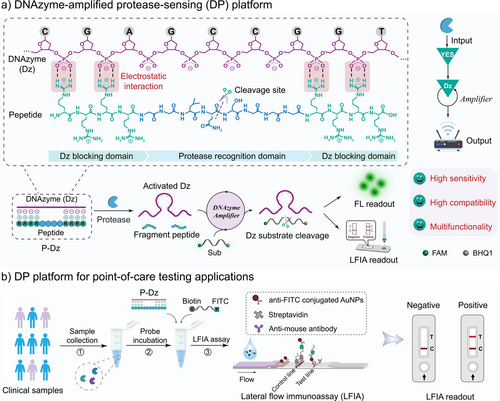 a) DNAzyme-amplified protease-sensing (DP) platform
C G A G C C G G T
DNAzyme (Dz)
Electrostatic interaction
Cleavage site
Pepetide
Dz blocking domain
Protease recognition domain
Dz blocking domain
Intput
YES
Dz
Amplifier
Output
DNAzyme (Dz)
Peptide
P-Dz
Protease
Activated Dz
Fragment peptide
DNAzyme
Amplifier
Sub
Dz substrate cleavage
FL readout
LFIA readout
Negative
Positive
High sensitivity
High compatibility
Multifunctionality
FAM
BHQ1
b) DP platform for point-of-care testing applications
Clinical samples
Sample collection
①
P-Dz
Probe incubation
②
Biotin
FITC
LFIA assay
③
anti-FITC conjugated AuNPs
Streptavidin
Anti-mouse antibody
Flow
Control line
Test line
Lateral flow immunoassay (LFIA)
Negative
Positive
T
C
T
C
LFIA readout